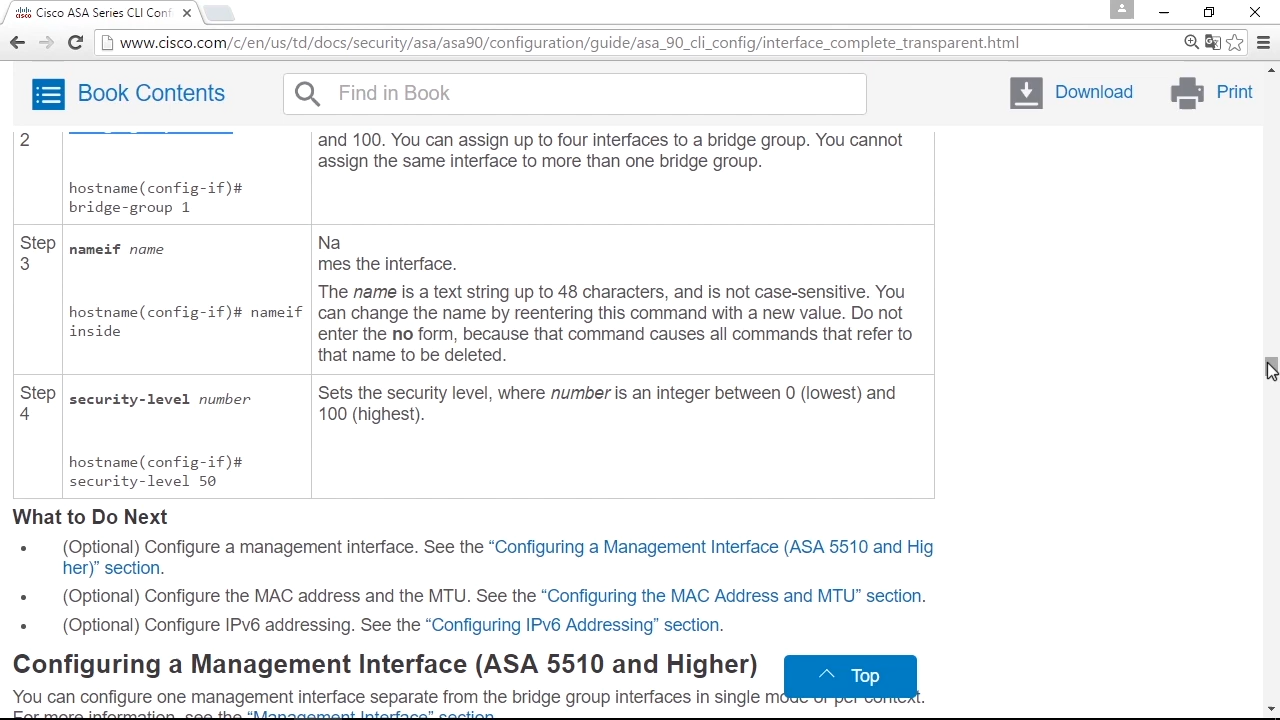 Cisco ASA Series CLI Conf
www.cisco.com/c/en/us/td/docs/security/asa/asa90/configuration/guide/asa_90_cli_config/interface_complete_transparent.html
Book Contents
Find in Book
Download
Print
2
and 100. You can assign up to four interfaces to a bridge group. You cannot
assign the same interface to more than one bridge group.
hostname(config-if)#
bridge-group 1
Step
3
nameif name
hostname(config-if)# nameif
inside
Na
mes the interface.
The name is a text string up to 48 characters, and is not case-sensitive. You
can change the name by reentering this command with a new value. Do not
enter the no form, because that command causes all commands that refer to
that name to be deleted.
Step
4
security-level number
hostname(config-if)#
security-level 50
Sets the security level, where number is an integer between 0 (lowest) and
100 (highest).
What to Do Next
• (Optional) Configure a management interface. See the “Configuring a Management Interface (ASA 5510 and Hig
her)” section.
• (Optional) Configure the MAC address and the MTU. See the “Configuring the MAC Address and MTU” section.
• (Optional) Configure IPv6 addressing. See the “Configuring IPv6 Addressing” section.
Configuring a Management Interface (ASA 5510 and Higher)
Top
You can configure one management interface separate from the bridge group interfaces in single mode or per context.
For more information, see the “Management Interface” section